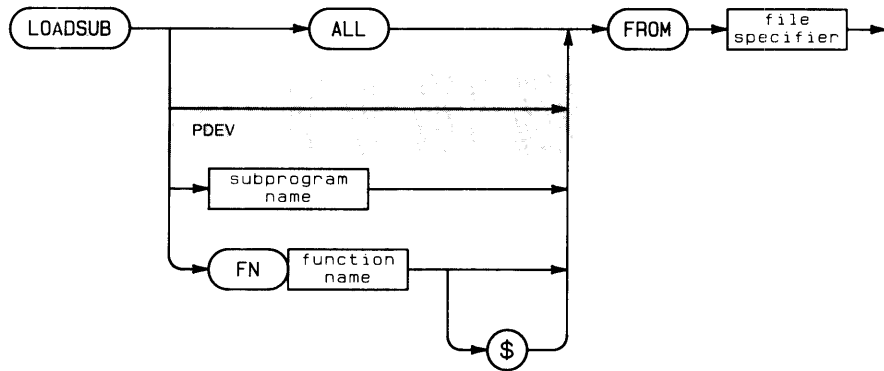 LOADSUB
ALL
FROM
file
specifier
PDEV
subprogram
name
FN
function
name
$